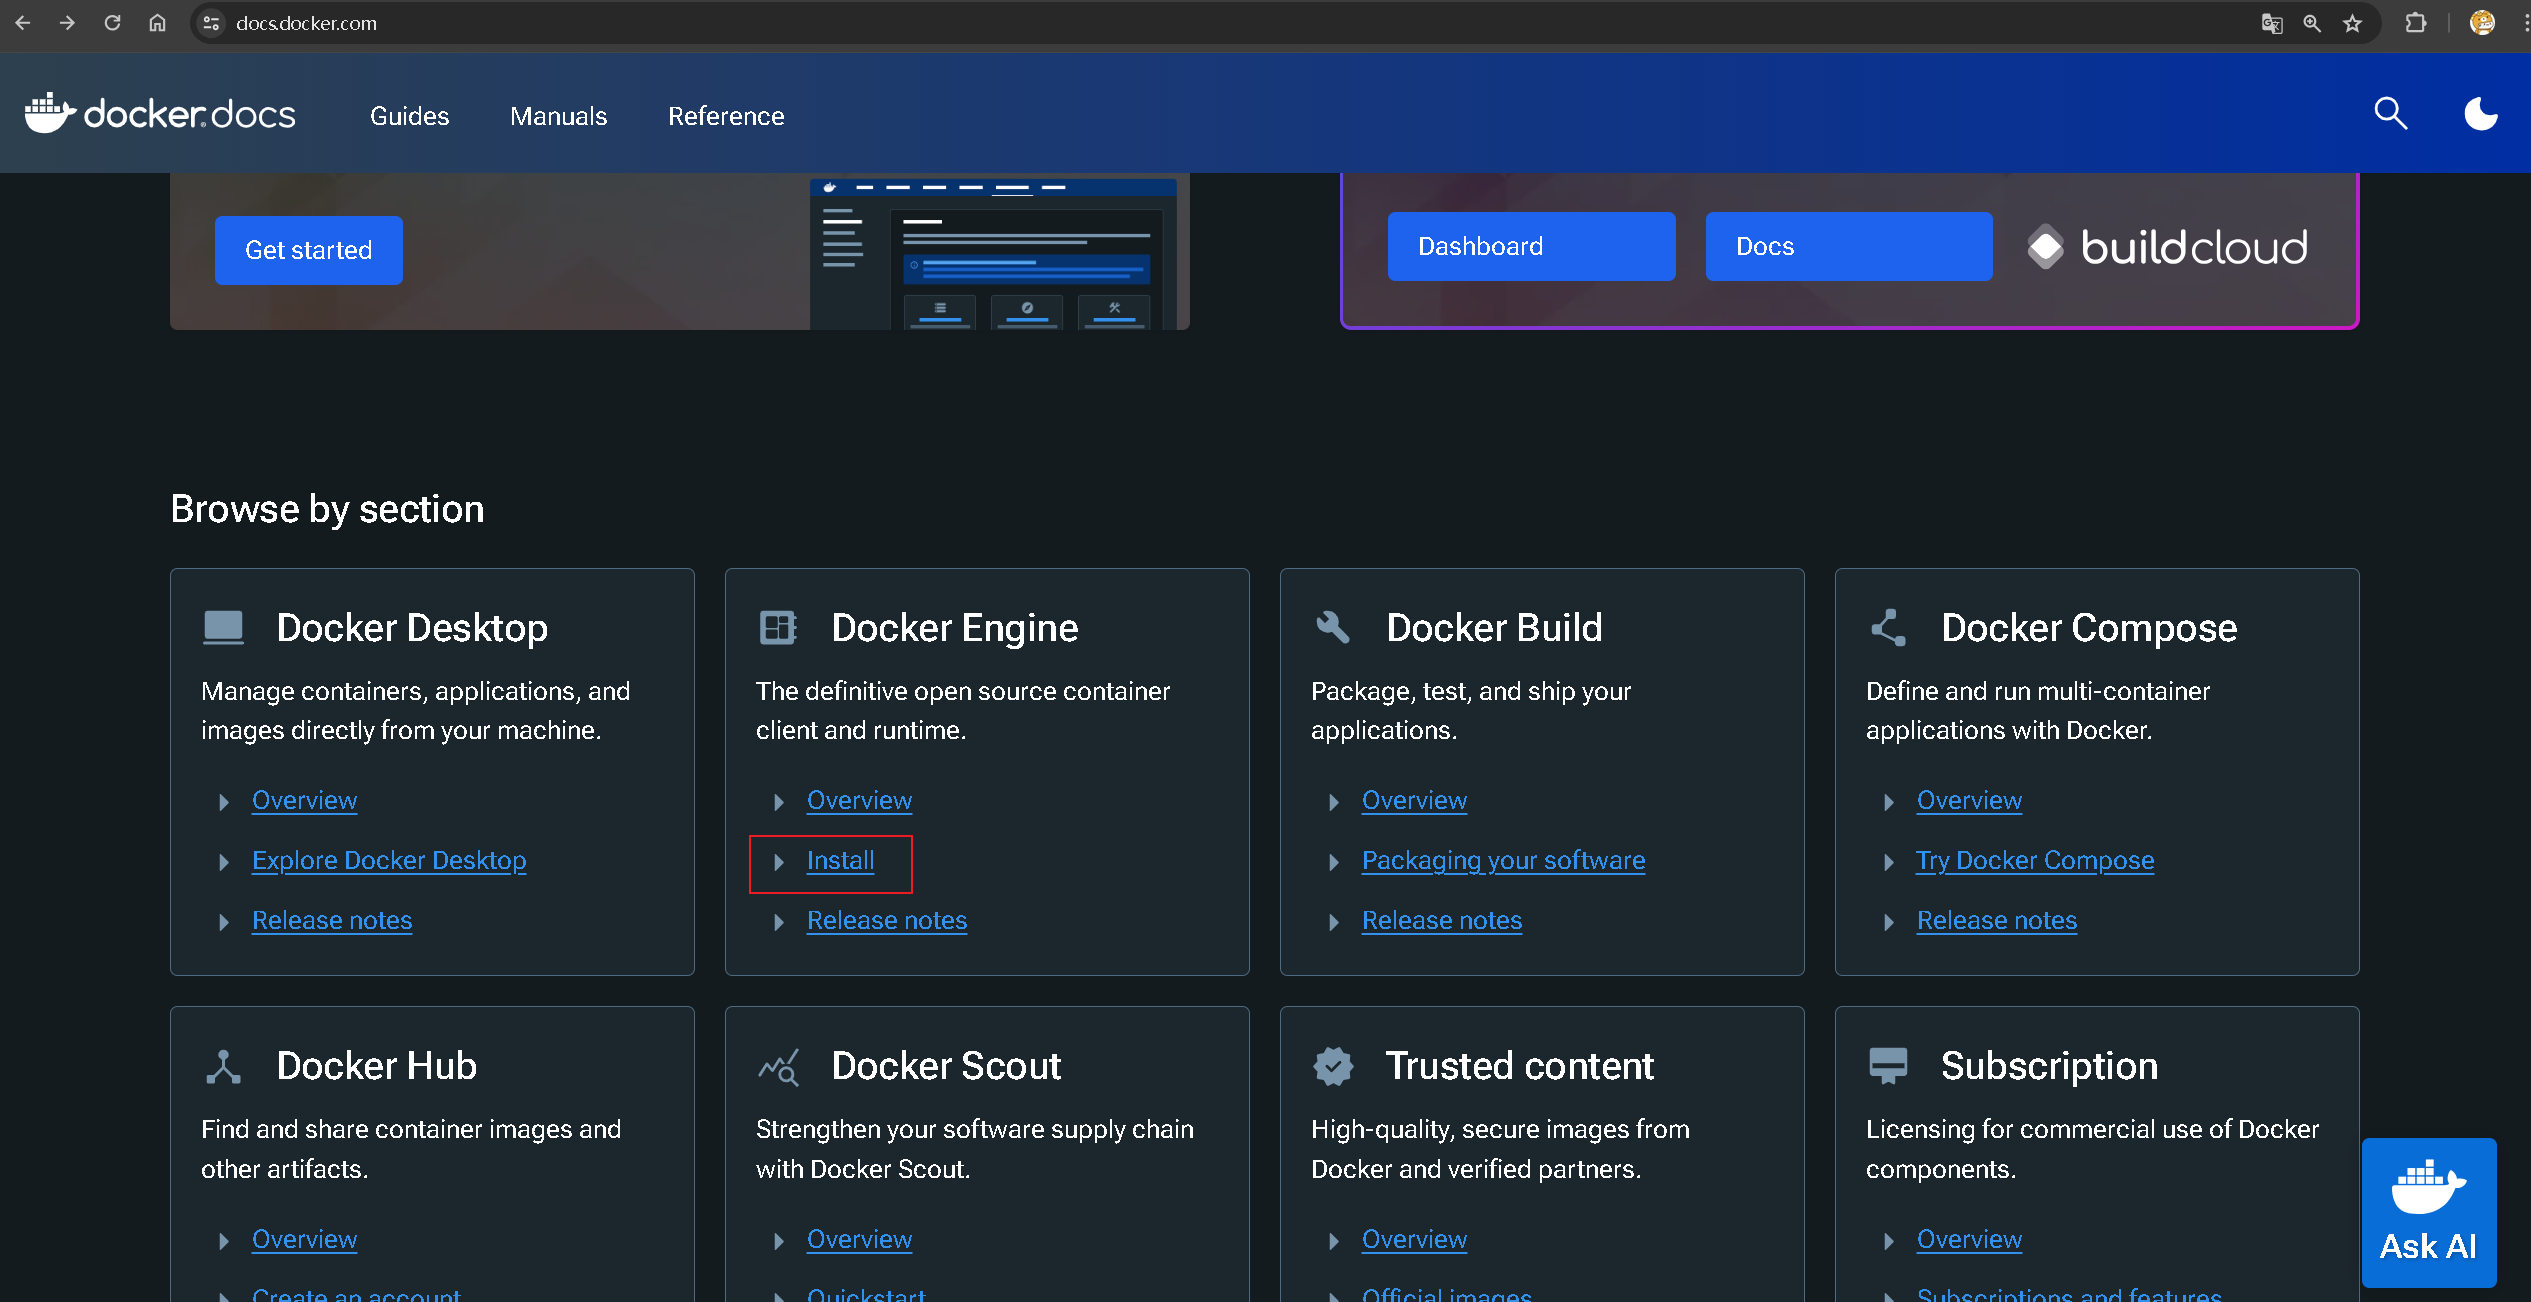 docs.docker.com
docker docs
Guides
Manuals
Reference
Get started
Dashboard
Docs
buildcloud
Browse by section
Docker Desktop
Manage containers, applications, and
images directly from your machine.
Overview
Explore Docker Desktop
Release notes
Docker Engine
The definitive open source container
client and runtime.
Overview
Install
Release notes
Docker Build
Package, test, and ship your
applications.
Overview
Packaging your software
Release notes
Docker Compose
Define and run multi-container
applications with Docker.
Overview
Try Docker Compose
Release notes
Docker Hub
Find and share container images and
other artifacts.
Overview
Create an account
Docker Scout
Strengthen your software supply chain
with Docker Scout.
Overview
Quickstart
Trusted content
High-quality, secure images from
Docker and verified partners.
Overview
Official images
Subscription
Licensing for commercial use of Docker
components.
Overview
Subscriptions and features
Ask AI